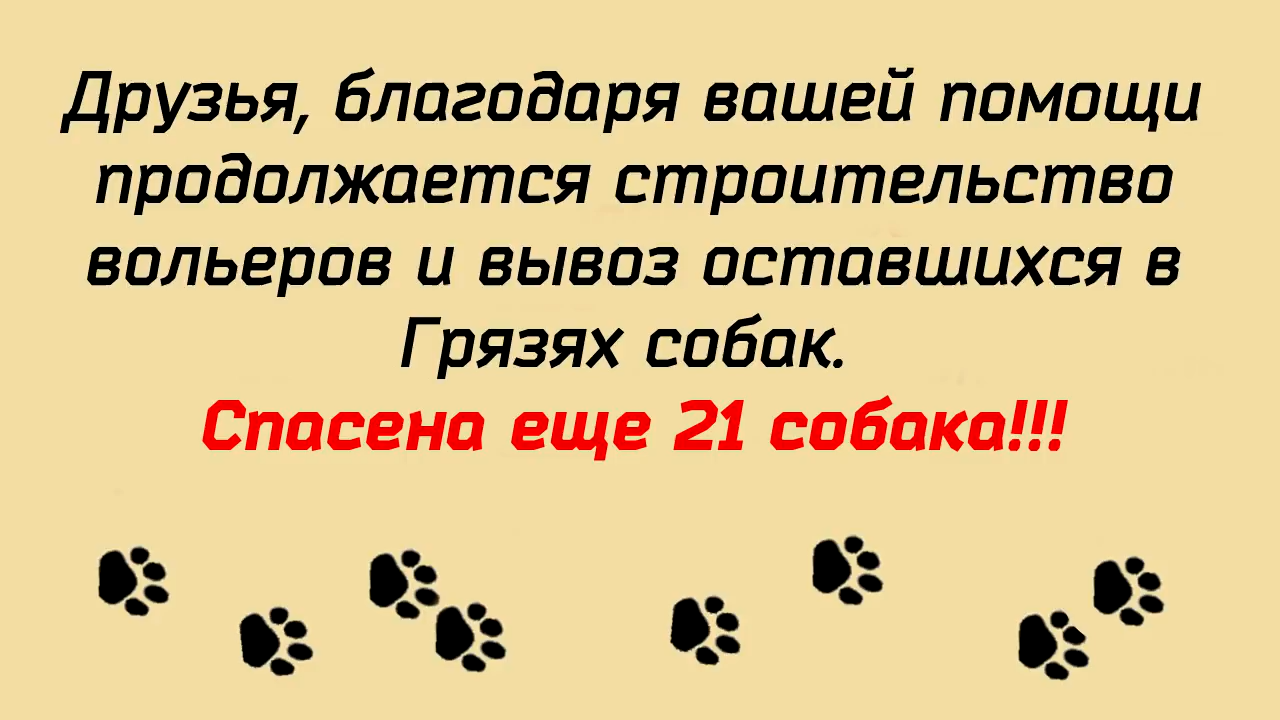 Друзья, благодаря вашей помощи
продолжается строительство
вольеров и вывоз оставшихся в
Грязях собак.
Спасена еще 21 собака!!!